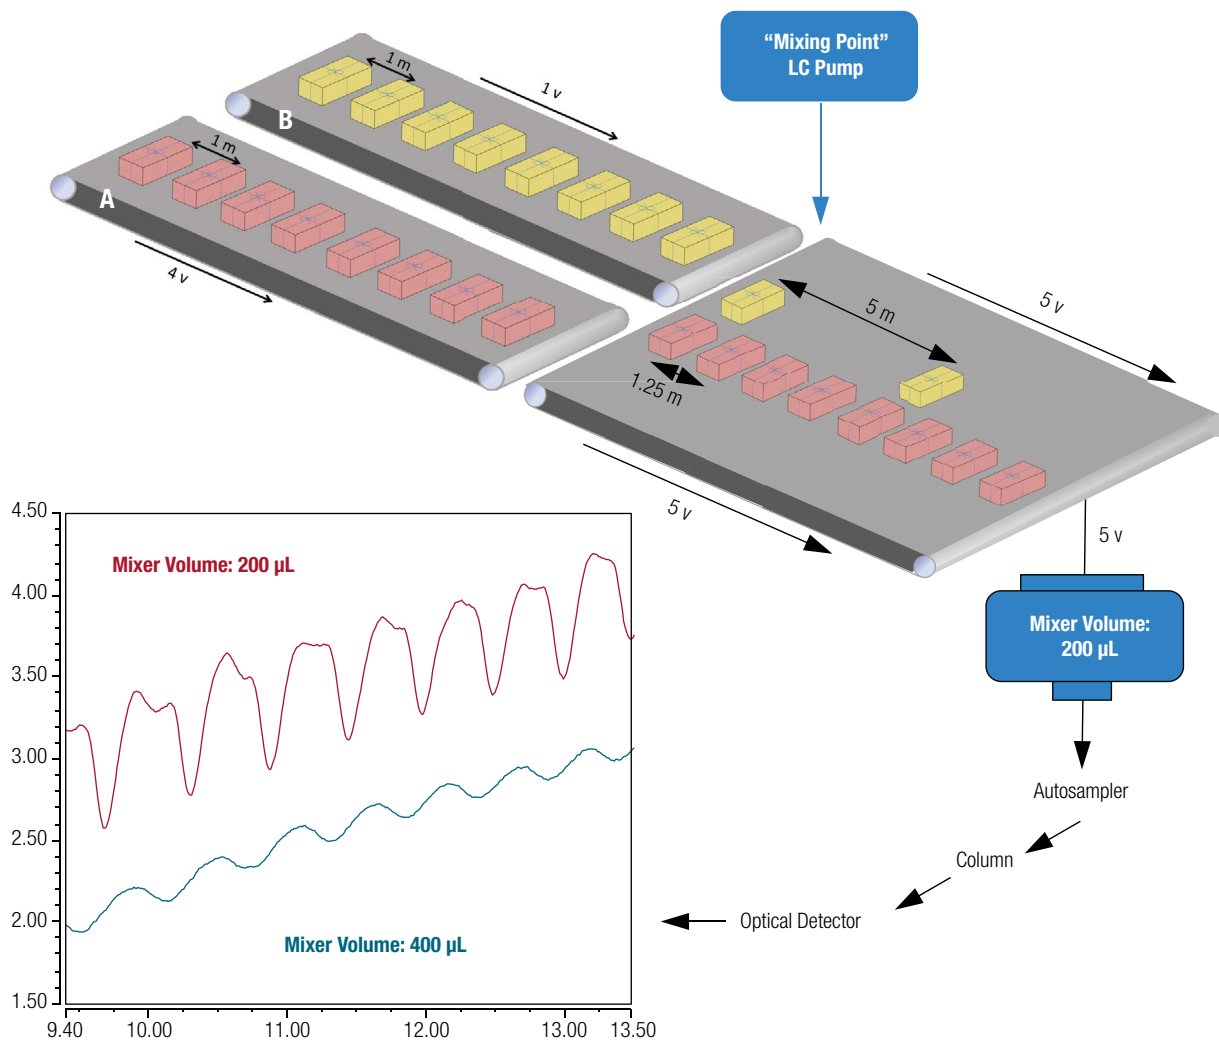 “Mixing Point”
LC Pump
1 m
1 v
B
1 m
A
4 v
5 v
5 m
1.25 m
5 v
5 v
Mixer Volume:
200 µL
Autosampler
Column
Optical Detector
4.50
4.00
3.50
3.00
2.50
2.00
1.50
Mixer Volume: 200 µL
Mixer Volume: 400 µL
9.40 10.00 11.00 12.00 13.00 13.50